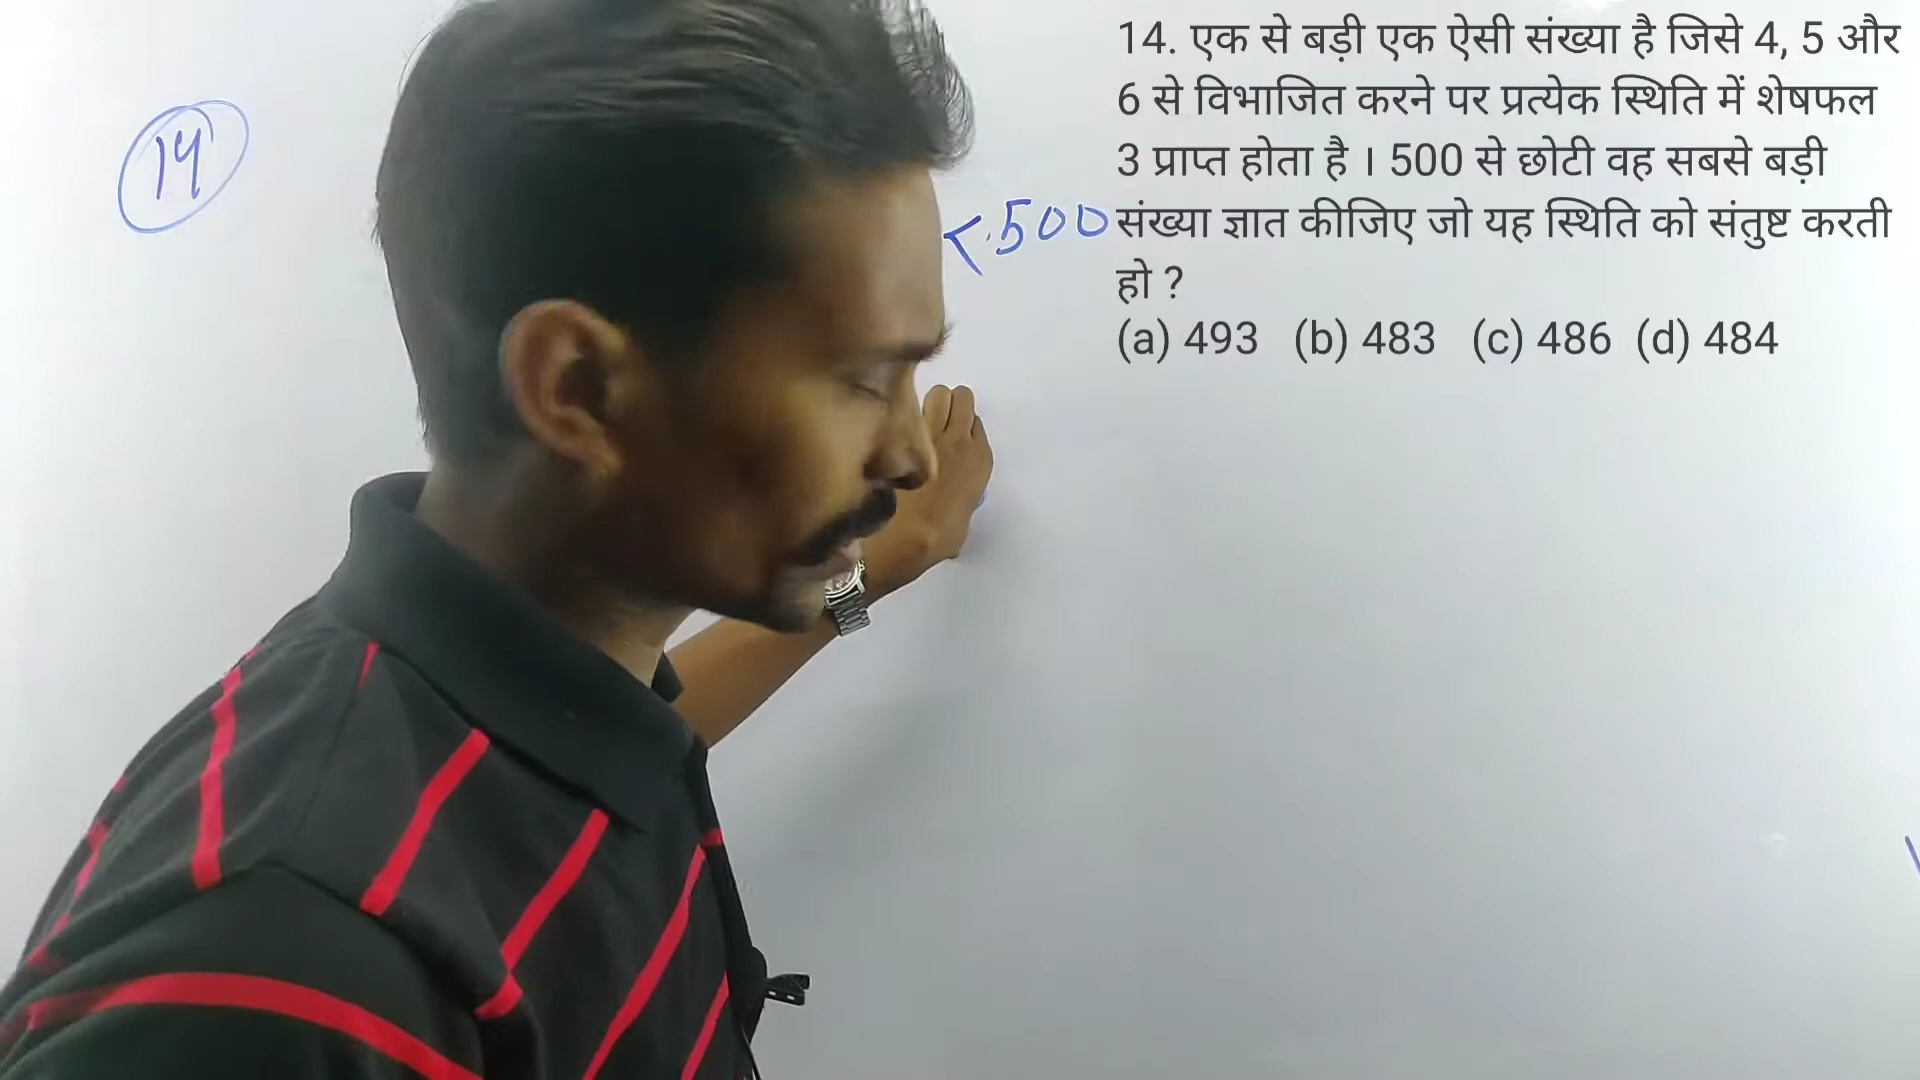 14
<500
14. एक से बड़ी एक ऐसी संख्या है जिसे 4, 5 और
6 से विभाजित करने पर प्रत्येक स्थिति में शेषफल
3 प्राप्त होता है । 500 से छोटी वह सबसे बड़ी
संख्या ज्ञात कीजिए जो यह स्थिति को संतुष्ट करती
हो ?
(a) 493 (b) 483 (c) 486 (d) 484